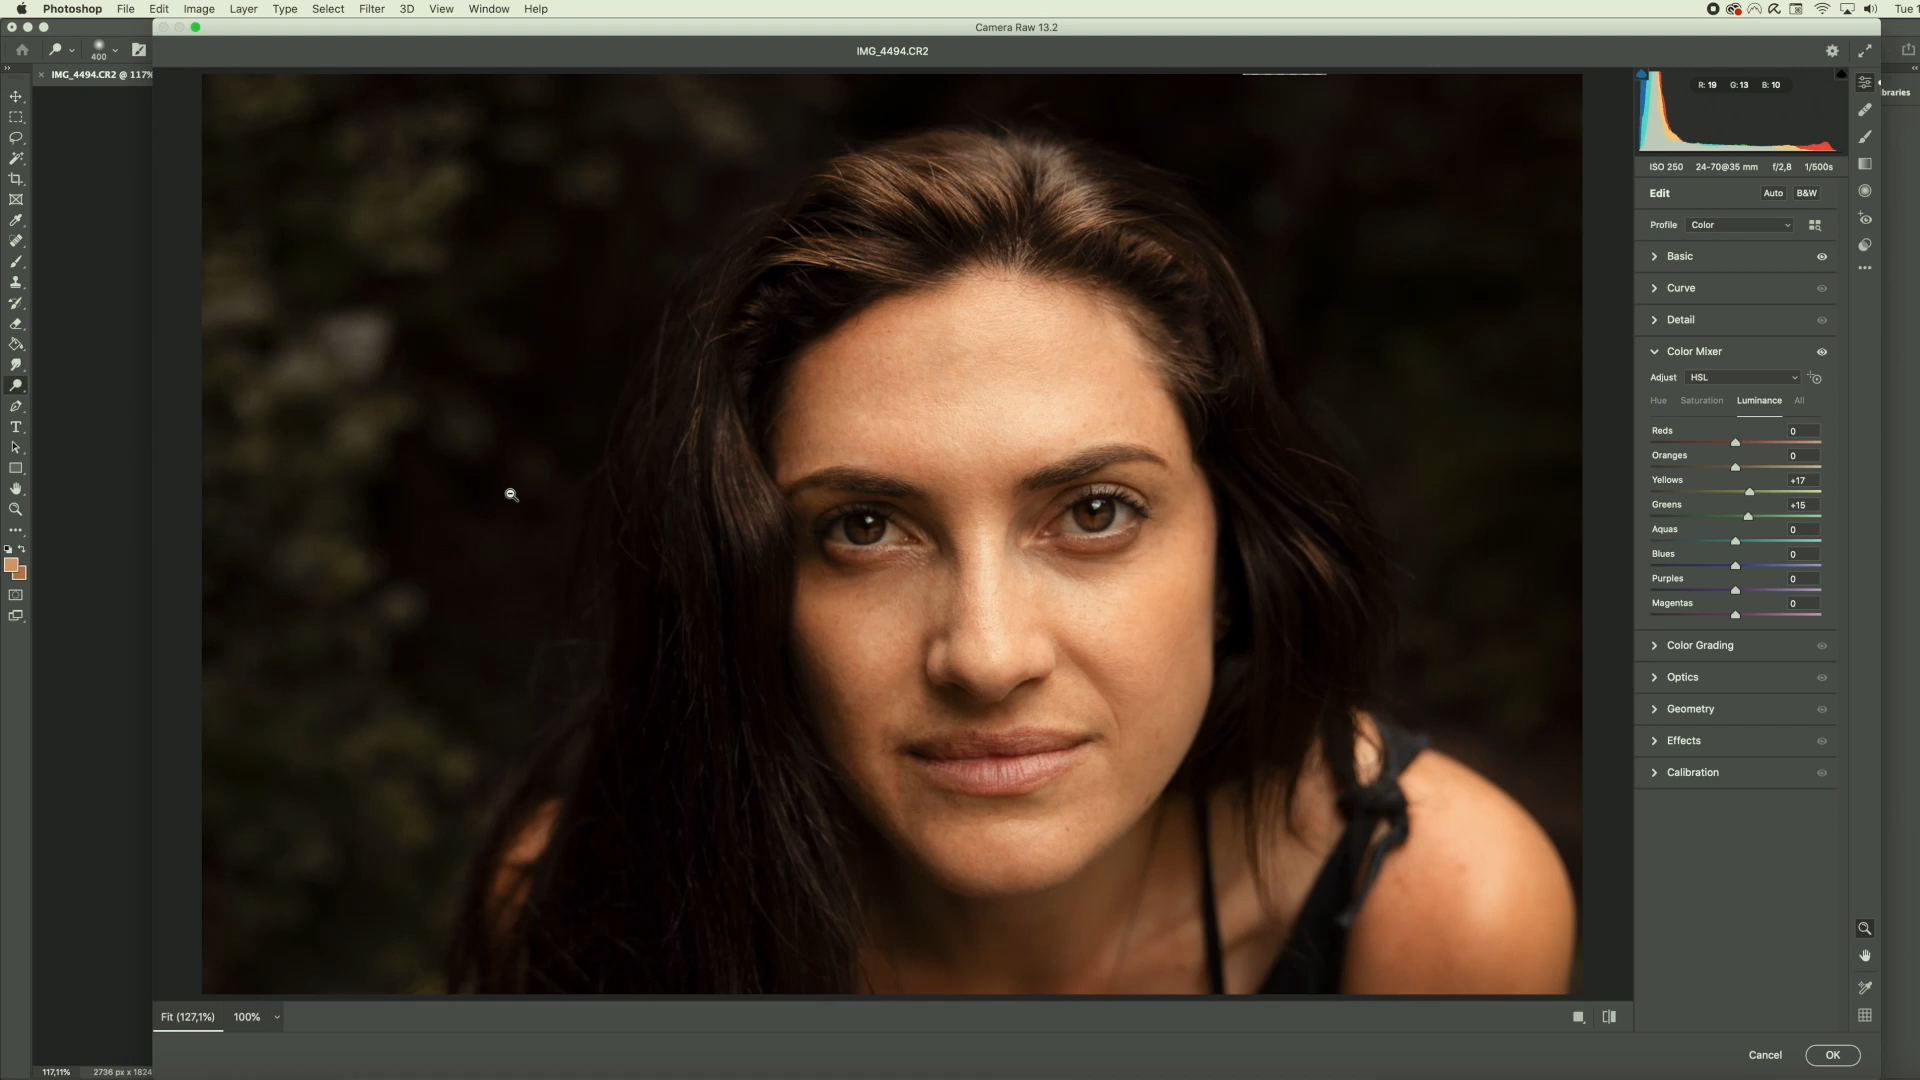 Photoshop File Edit Image Layer Type Select Filter 3D View Window Help Tue 1
Camera Raw 13.2
400
IMG_4494.CR2
IMG_4494.CR2 @ 117%
R: 19 G: 13 B: 10
braries
ISO 250 24-70@35 mm f/2,8 1/500s
Edit Auto B&W
Profile Color
Basic
Curve
Detail
Color Mixer
Adjust HSL
Hue Saturation Luminance All
Reds 0
Oranges 0
Yellows +17
Greens +15
Aquas 0
Blues 0
Purples 0
Magentas 0
Color Grading
Optics
Geometry
Effects
Calibration
Fit (127,1%) 100%
Cancel OK
117,11% 2736 px x 1824